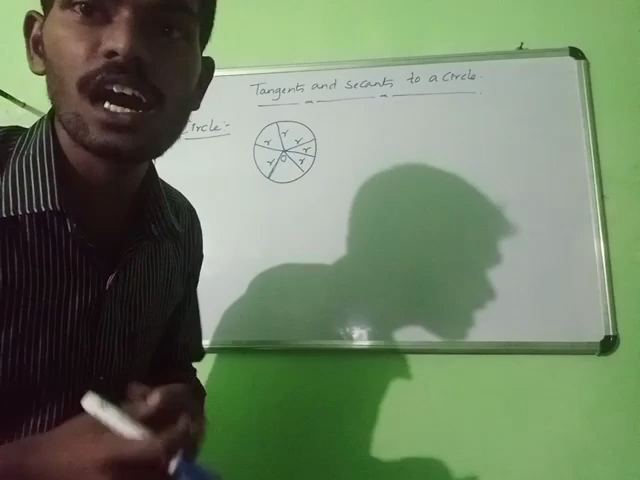 Tangents and secants to a circle.
Circle:-
r
r r
r
r r
O